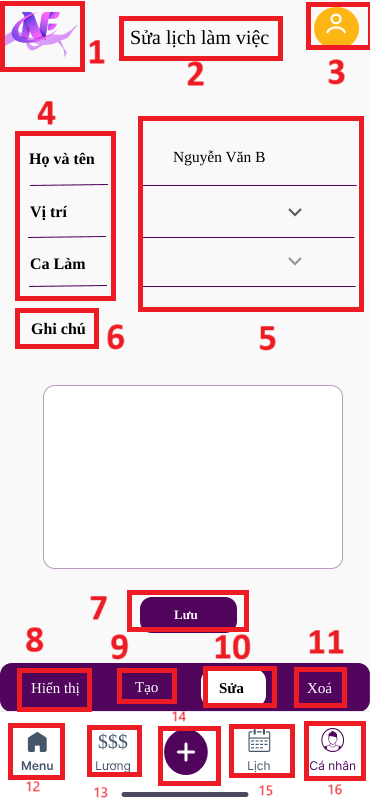 NE
1
Sửa lịch làm việc
2
3
4
Họ và tên
Nguyễn Văn B
Vị trí
Ca Làm
Ghi chú
6
5
7
Lưu
8
9
10
11
Hiển thị
Tạo
Sửa
Xoá
14
$$$
Menu
Lương
+
Lịch
Cá nhân
12
13
15
16